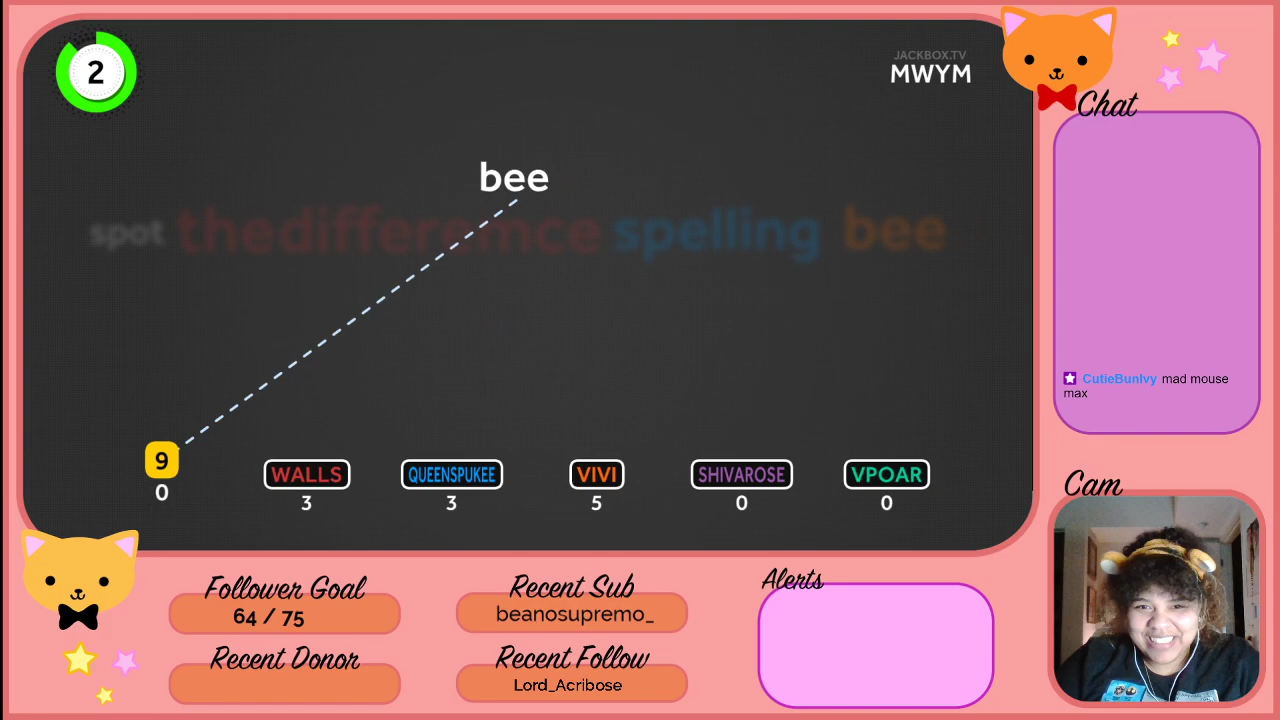 2
JACKBOX.TV
MWYM
Chat
bee
spot thedifferemce spelling bee
CutieBunIvy mad mouse
max
9 WALLS QUEENSPUKEE VIVI SHIVAROSE VPOAR
0 3 3 5 0 0
Cam
Follower Goal
64 / 75
Recent Sub
beanosupremo_
Alerts
Recent Donor
Recent Follow
Lord_Acribose